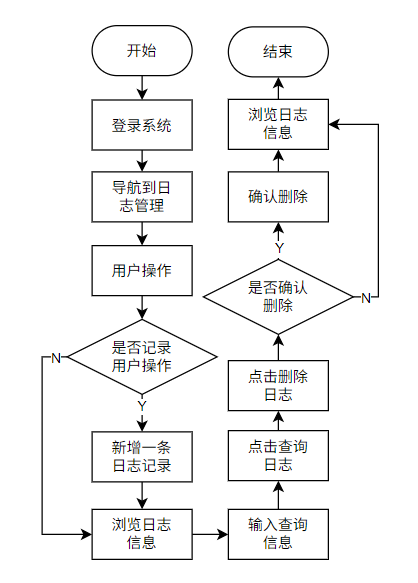 开始
登录系统
导航到日
志管理
用户操作
是否记录
用户操作
N
Y
新增一条
日志记录
浏览日志
信息
输入查询
信息
点击查询
日志
点击删除
日志
是否确认
删除
N
Y
确认删除
浏览日志
信息
结束